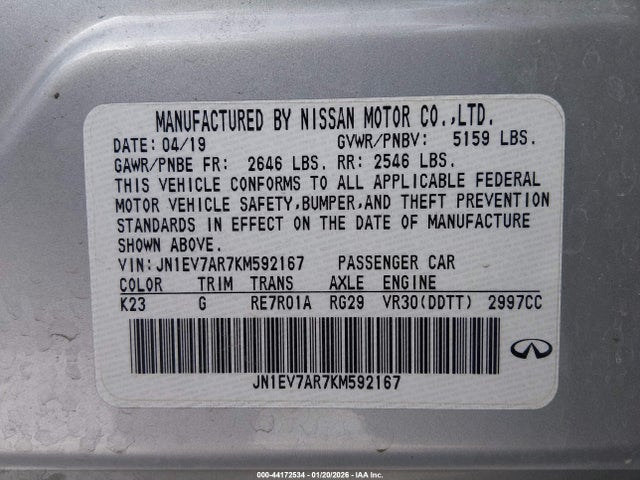 MANUFACTURED BY NISSAN MOTOR CO.,LTD.
DATE: 04/19 GVWR/PNBV: 5159 LBS.
GAWR/PNBE FR: 2646 LBS. RR: 2546 LBS.
THIS VEHICLE CONFORMS TO ALL APPLICABLE FEDERAL
MOTOR VEHICLE SAFETY,BUMPER,AND THEFT PREVENTION
STANDARDS IN EFFECT ON THE DATE OF MANUFACTURE
SHOWN ABOVE.
VIN:JN1EV7AR7KM592167 PASSENGER CAR
COLOR TRIM TRANS AXLE ENGINE
K23 G RE7R01A RG29 VR30(DDTT) 2997CC
JN1EV7AR7KM592167
000-44172534 - 01/20/2026 - IAA Inc.